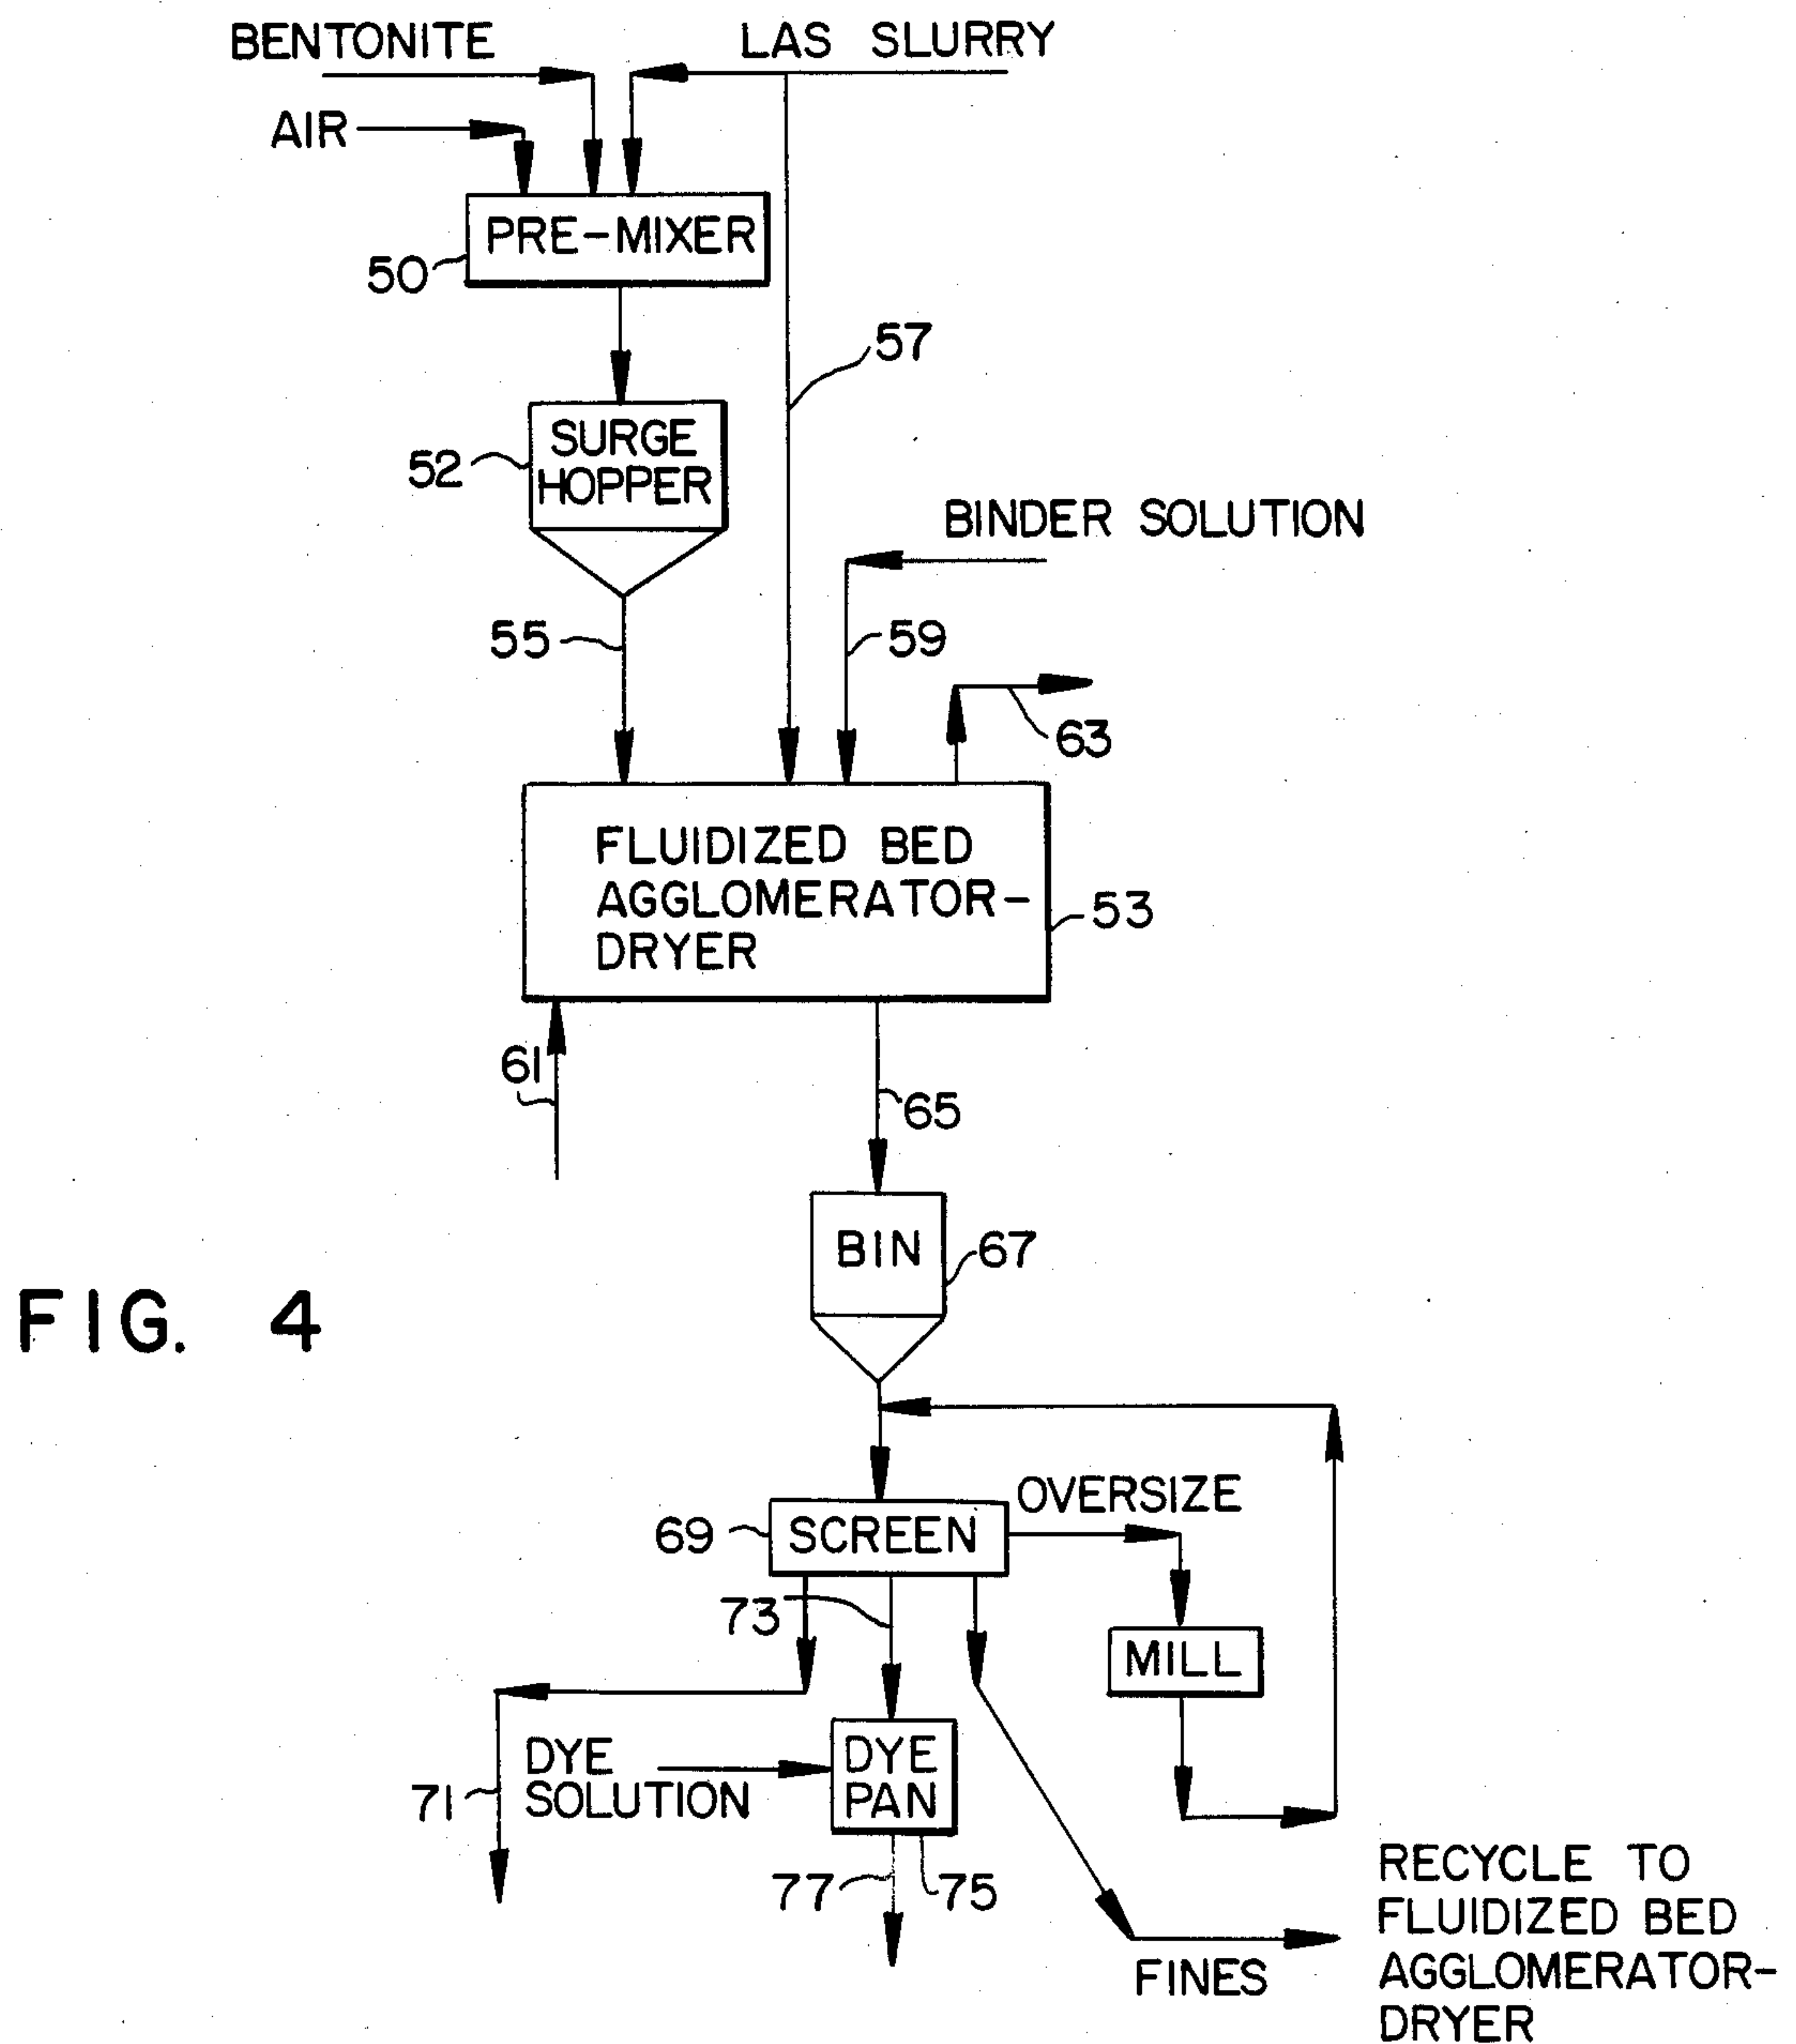 BENTONITE
LAS SLURRY
AIR
PRE-MIXER
50
57
SURGE
HOPPER
52
BINDER SOLUTION
55
59
63
FLUIDIZED BED
AGGLOMERATOR-
DRYER
53
61
65
BIN
67
FIG. 4
OVERSIZE
69
SCREEN
73
MILL
DYE
SOLUTION
DYE
PAN
71
77
75
RECYCLE TO
FLUIDIZED BED
AGGLOMERATOR-
DRYER
FINES